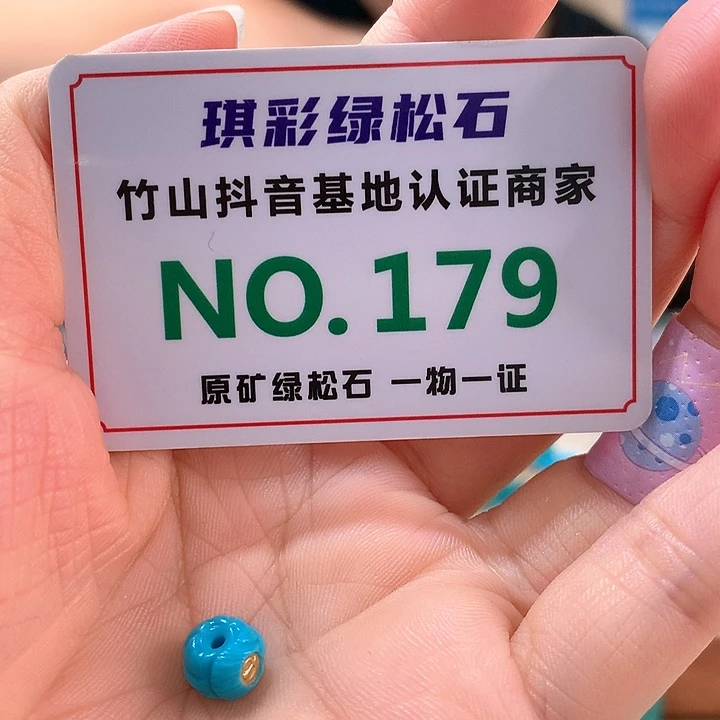 琪彩绿松石
竹山抖音基地认证商家
NO.179
原矿绿松石 一物一证